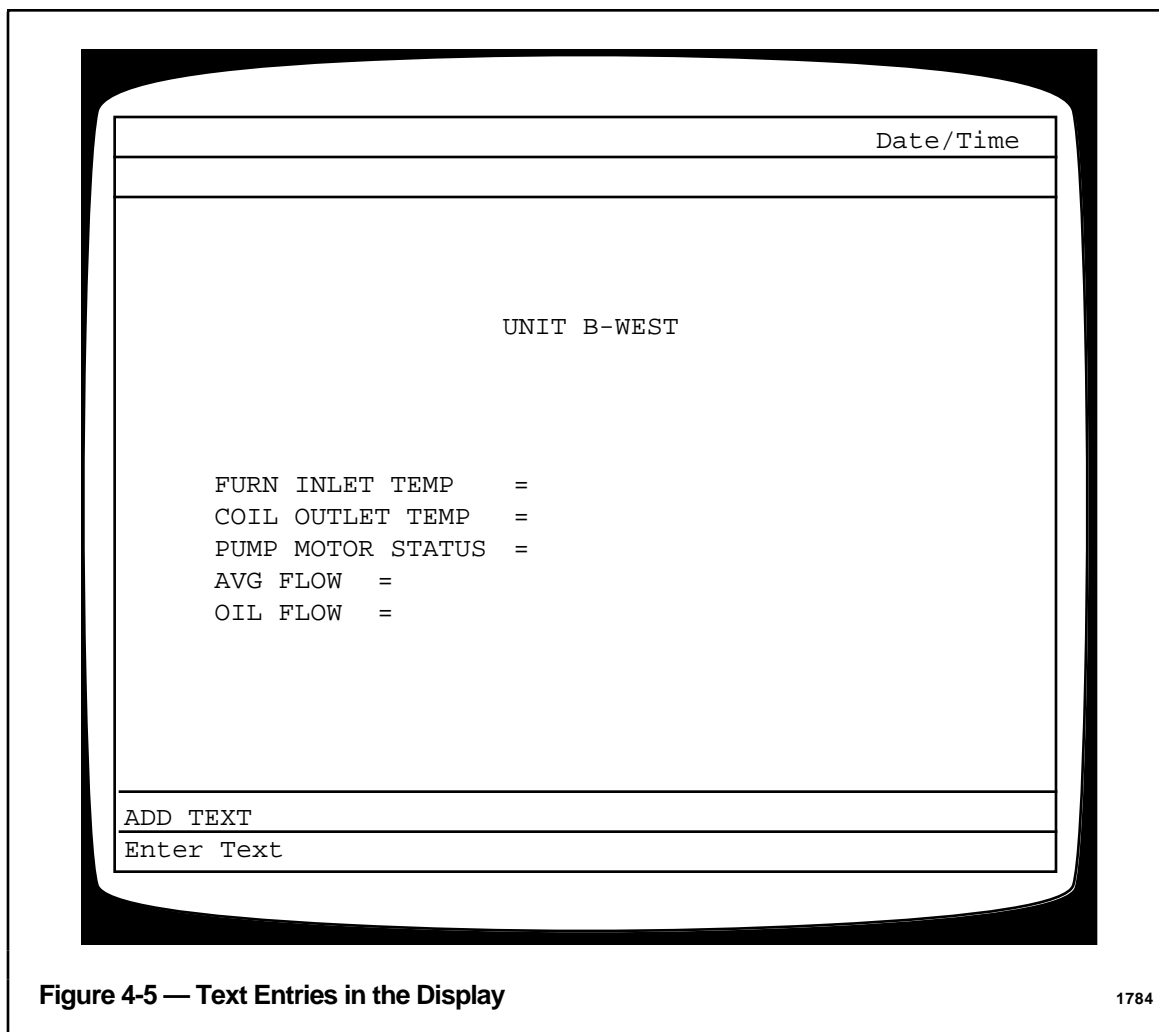 Date/Time
UNIT B-WEST
FURN INLET TEMP =
COIL OUTLET TEMP =
PUMP MOTOR STATUS =
AVG FLOW =
OIL FLOW =
ADD TEXT
Enter Text
Figure 4-5 — Text Entries in the Display 1784